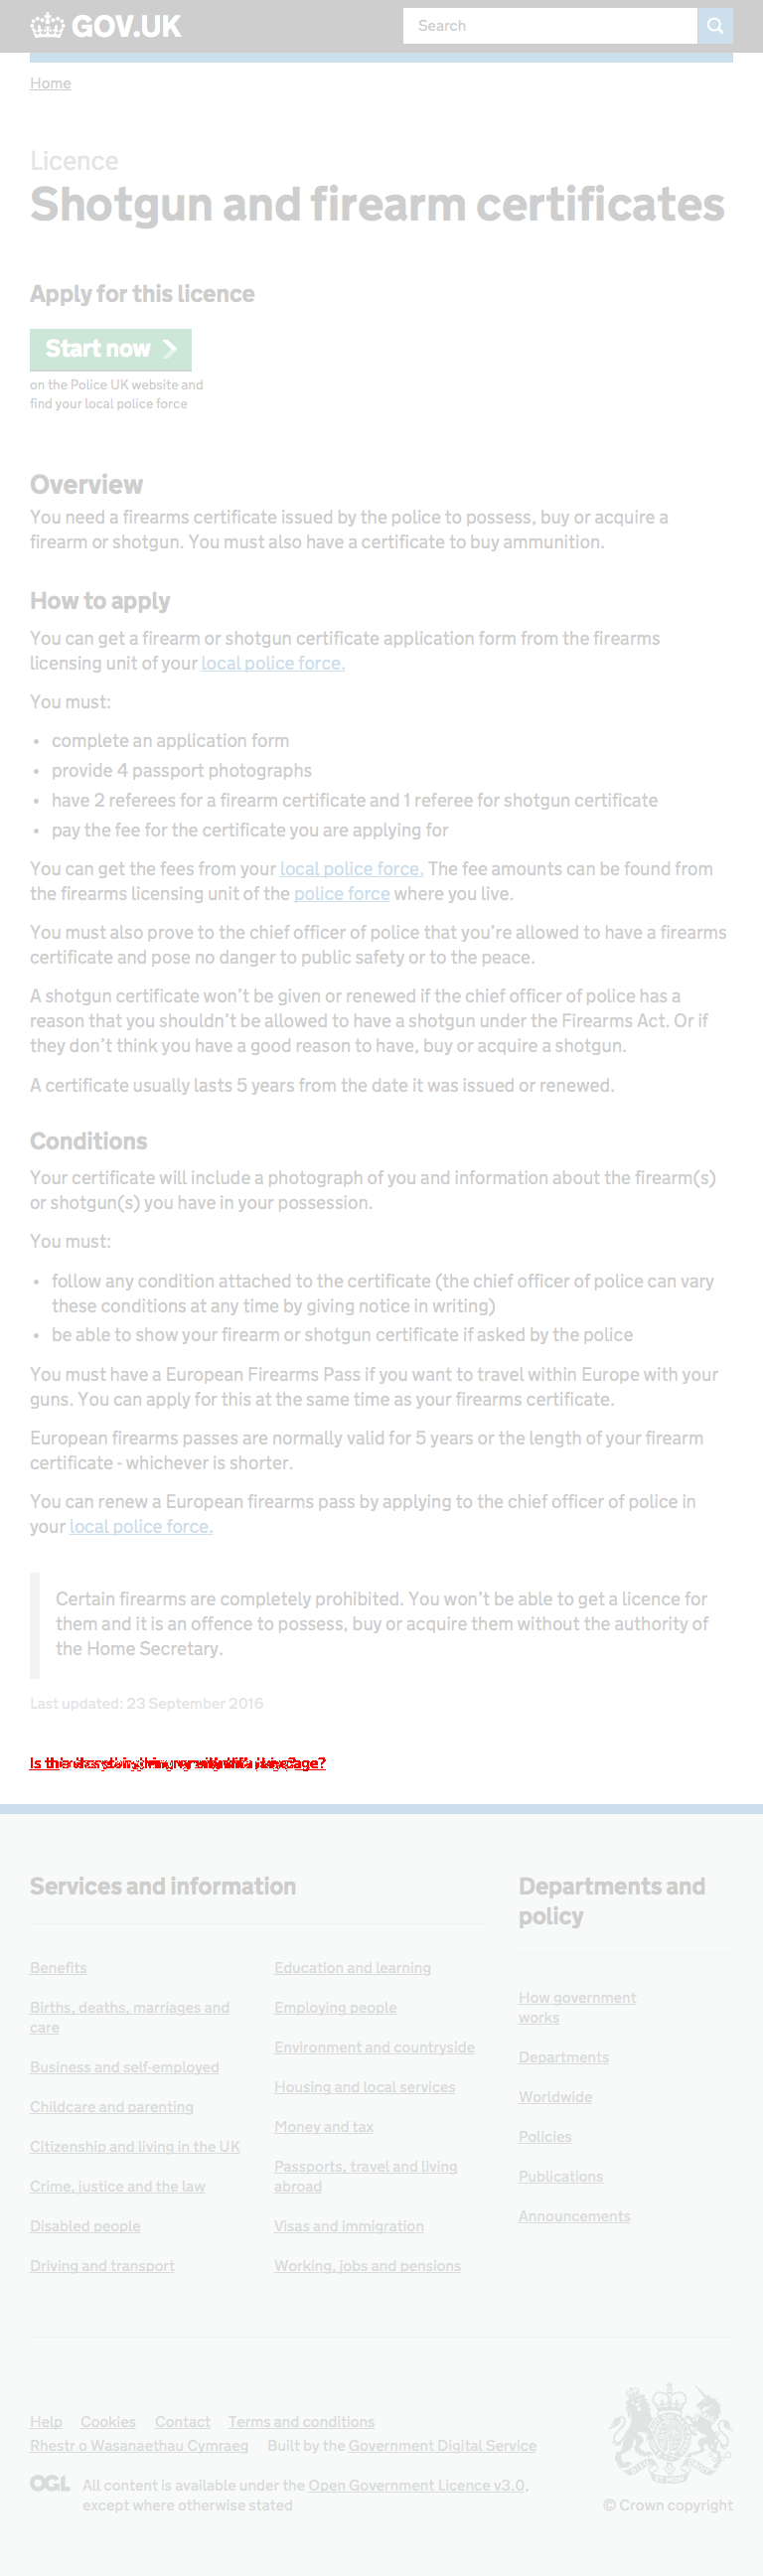 GOV.UK
Search
Home
Licence
Shotgun and firearm certificates
Apply for this licence
Start now
on the Police UK website and
find your local police force
Overview
You need a firearms certificate issued by the police to possess, buy or acquire a
firearm or shotgun. You must also have a certificate to buy ammunition.
How to apply
You can get a firearm or shotgun certificate application form from the firearms
licensing unit of your local police force.
You must:
• complete an application form
• provide 4 passport photographs
• have 2 referees for a firearm certificate and 1 referee for shotgun certificate
• pay the fee for the certificate you are applying for
You can get the fees from your local police force. The fee amounts can be found from
the firearms licensing unit of the police force where you live.
You must also prove to the chief officer of police that you’re allowed to have a firearms
certificate and pose no danger to public safety or to the peace.
A shotgun certificate won’t be given or renewed if the chief officer of police has a
reason that you shouldn’t be allowed to have a shotgun under the Firearms Act. Or if
they don’t think you have a good reason to have, buy or acquire a shotgun.
A certificate usually lasts 5 years from the date it was issued or renewed.
Conditions
Your certificate will include a photograph of you and information about the firearm(s)
or shotgun(s) you have in your possession.
You must:
• follow any condition attached to the certificate (the chief officer of police can vary
these conditions at any time by giving notice in writing)
• be able to show your firearm or shotgun certificate if asked by the police
You must have a European Firearms Pass if you want to travel within Europe with your
guns. You can apply for this at the same time as your firearms certificate.
European firearms passes are normally valid for 5 years or the length of your firearm
certificate - whichever is shorter.
You can renew a European firearms pass by applying to the chief officer of police in
your local police force.
Certain firearms are completely prohibited. You won’t be able to get a licence for
them and it is an offence to possess, buy or acquire them without the authority of
the Home Secretary.
Last updated: 23 September 2016
Services and information
Benefits
Births, deaths, marriages and
care
Business and self-employed
Childcare and parenting
Citizenship and living in the UK
Crime, justice and the law
Disabled people
Driving and transport
Education and learning
Employing people
Environment and countryside
Housing and local services
Money and tax
Passports, travel and living
abroad
Visas and immigration
Working, jobs and pensions
Departments and
policy
How government
works
Departments
Worldwide
Policies
Publications
Announcements
Help Cookies Contact Terms and conditions
Rhestr o Wasanaethau Cymraeg Built by the Government Digital Service
OGL All content is available under the Open Government Licence v3.0,
except where otherwise stated
© Crown copyright